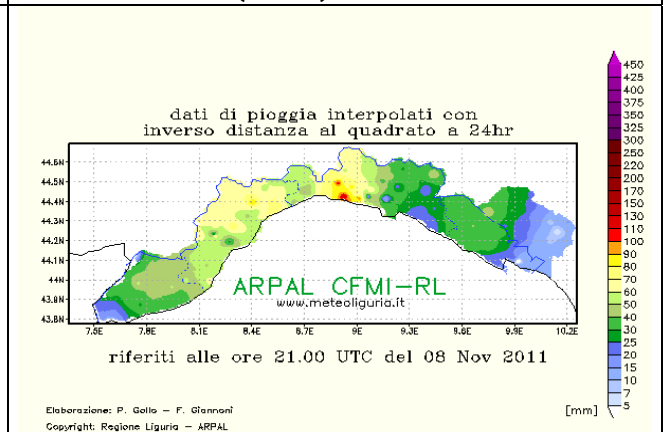 dati di pioggia interpolati con
inverso distanza al quadrato a 24hr
44.6N
44.5N
44.4N
44.3N
44.2N
44.1N
44N
43.9N
43.8N
7.5E 7.8E 8.1E 8.4E 8.7E 9E 9.3E 9.6E 9.9E 10.2E
ARPAL CFMI-RL
www.meteoliguria.it
riferiti alle ore 21.00 UTC del 08 Nov 2011
450
425
400
375
350
325
300
250
200
170
150
130
110
100
90
80
70
60
50
40
30
25
20
15
10
7
5
[mm]
Elaborazione: P. Gollo - F. Giannoni
Copyright: Regione Liguria - ARPAL